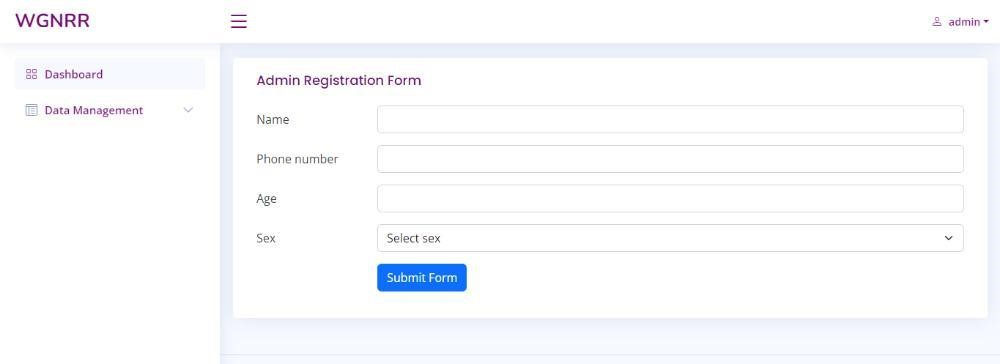 WGNRR
admin
Dashboard
Data Management
Admin Registration Form
Name
Phone number
Age
Sex
Select sex
Submit Form